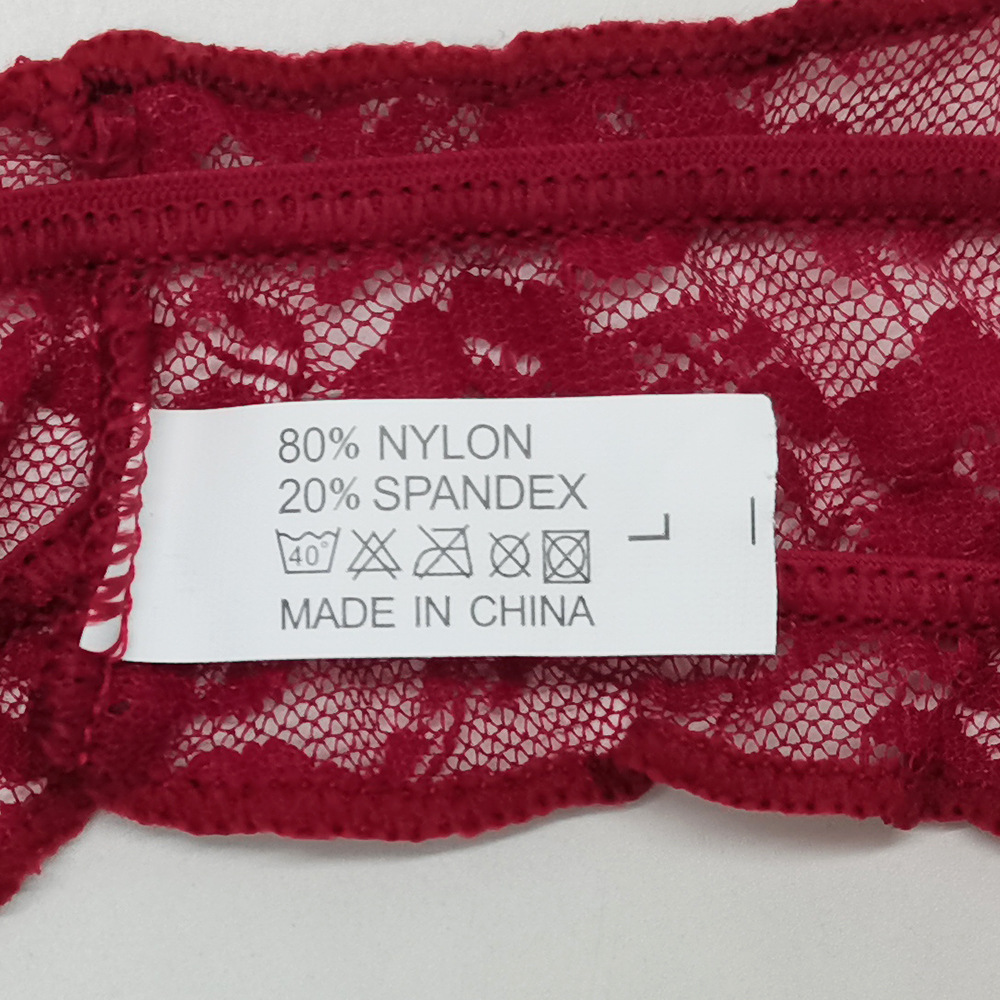 80% NYLON
20% SPANDEX
40°
L
MADE IN CHINA